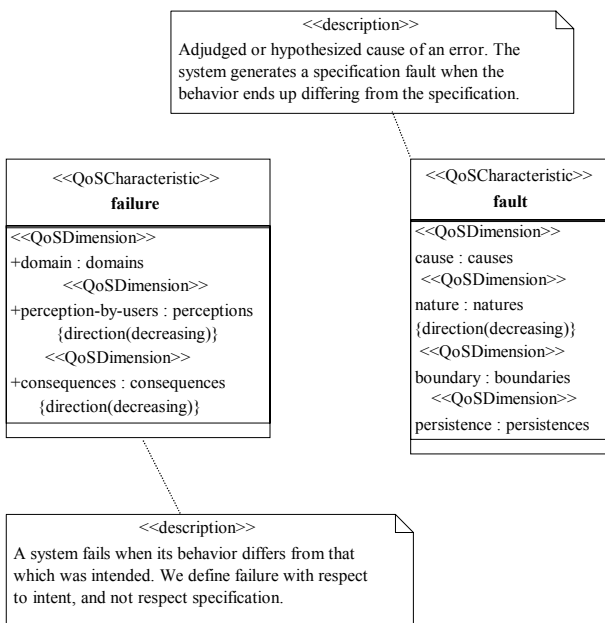 <<description>>
Adjudged or hypothesized cause of an error. The
system generates a specification fault when the
behavior ends up differing from the specification.
<<QoSCharacteristic>>
failure
<<QoSDimension>>
+domain : domains
<<QoSDimension>>
+perception-by-users : perceptions
{direction(decreasing)}
<<QoSDimension>>
+consequences : consequences
{direction(decreasing)}
<<QoSCharacteristic>>
fault
<<QoSDimension>>
cause : causes
<<QoSDimension>>
nature : natures
{direction(decreasing)}
<<QoSDimension>>
boundary : boundaries
<<QoSDimension>>
persistence : persistences
<<description>>
A system fails when its behavior differs from that
which was intended. We define failure with respect
to intent, and not respect specification.